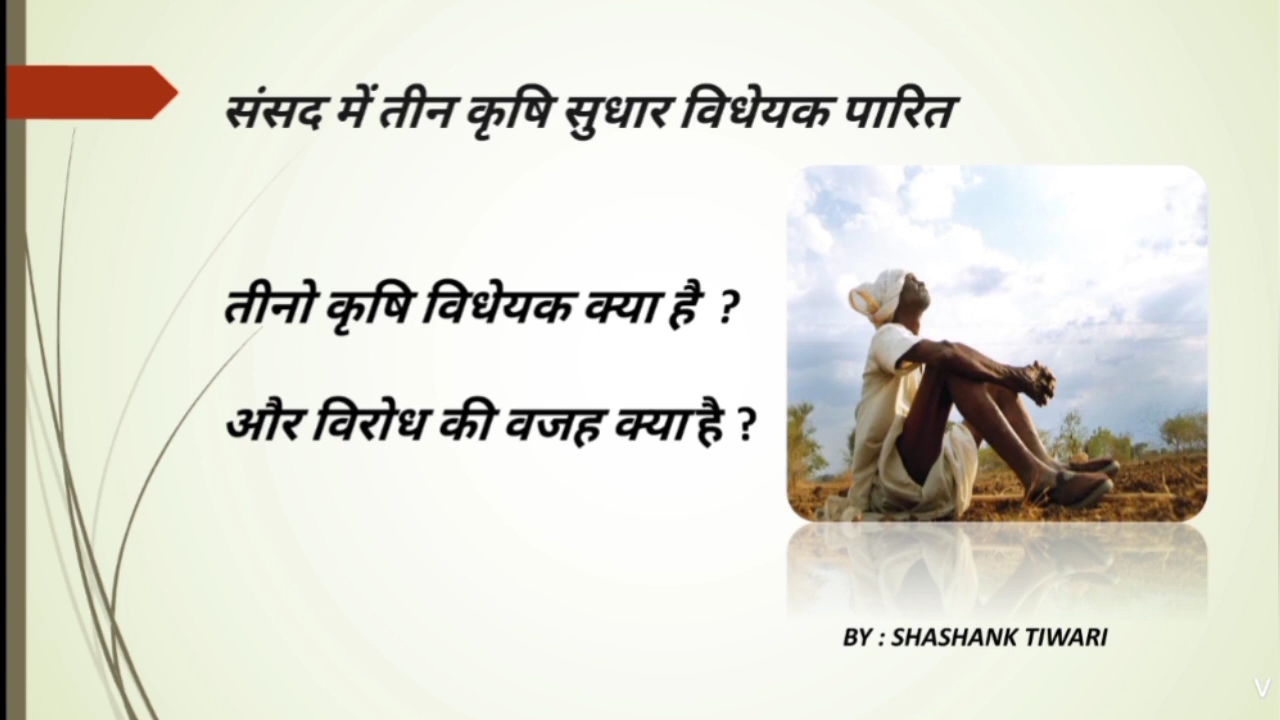 संसद में तीन कृषि सुधार विधेयक पारित
तीनो कृषि विधेयक क्या है ?
और विरोध की वजह क्या है ?
BY : SHASHANK TIWARI
V